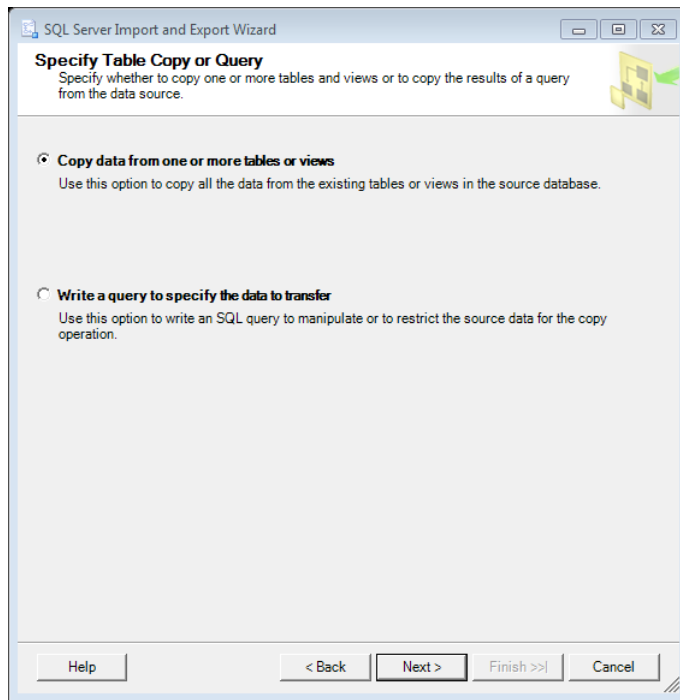 SQL Server Import and Export Wizard
Specify Table Copy or Query
Specify whether to copy one or more tables and views or to copy the results of a query
from the data source.
Copy data from one or more tables or views
Use this option to copy all the data from the existing tables or views in the source database.
Write a query to specify the data to transfer
Use this option to write an SQL query to manipulate or to restrict the source data for the copy
operation.
Help
< Back
Next >
Finish >>|
Cancel